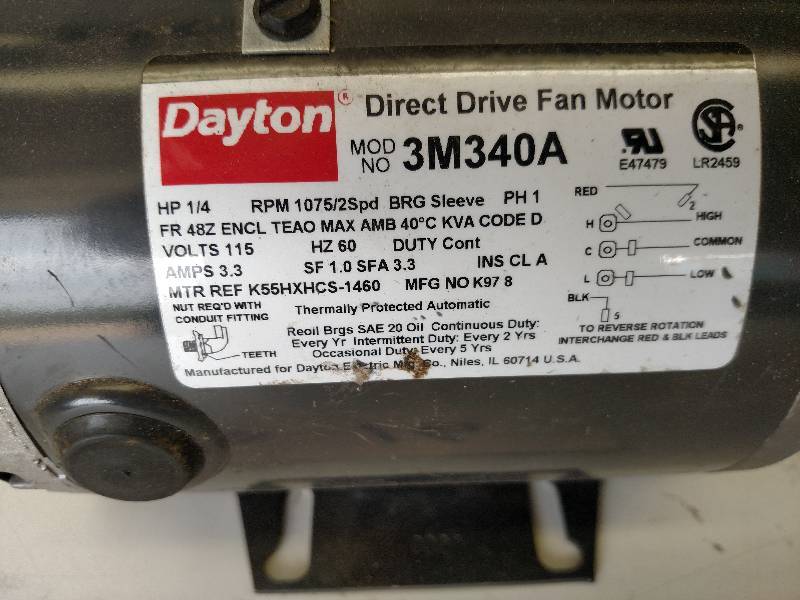 Dayton® Direct Drive Fan Motor
MOD NO 3M340A
E47479 LR2459
HP 1/4 RPM 1075/2Spd BRG Sleeve PH 1
FR 48Z ENCL TEAO MAX AMB 40°C KVA CODE D
VOLTS 115 HZ 60 DUTY Cont
AMPS 3.3 SF 1.0 SFA 3.3 INS CL A
MTR REF K55HXHCS-1460 MFG NO K97 8
NUT REQ'D WITH
CONDUIT FITTING
TEETH
Thermally Protected Automatic
Reoil Brgs SAE 20 Oil Continuous Duty:
Every Yr Intermittent Duty: Every 2 Yrs
Occasional Duty: Every 5 Yrs
Manufactured for Dayton Electric Mfg. Co., Niles, IL 60714 U.S.A.
RED
2
H HIGH
C COMMON
L LOW
BLK
5
TO REVERSE ROTATION
INTERCHANGE RED & BLK LEADS